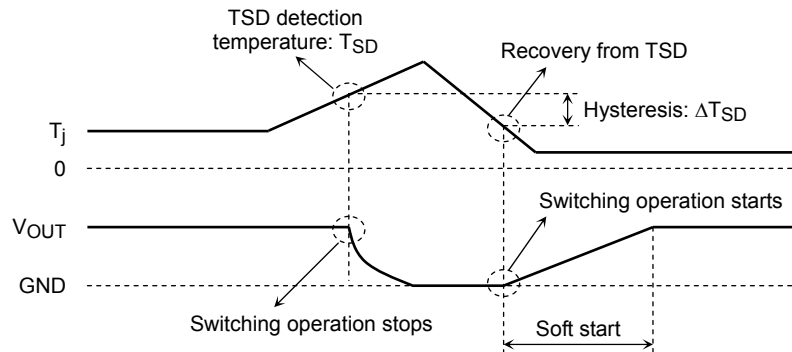 TSD detection
temperature: TSD
Recovery from TSD
Hysteresis: ΔTSD
Tj
0
Switching operation starts
VOUT
GND
Switching operation stops
Soft start